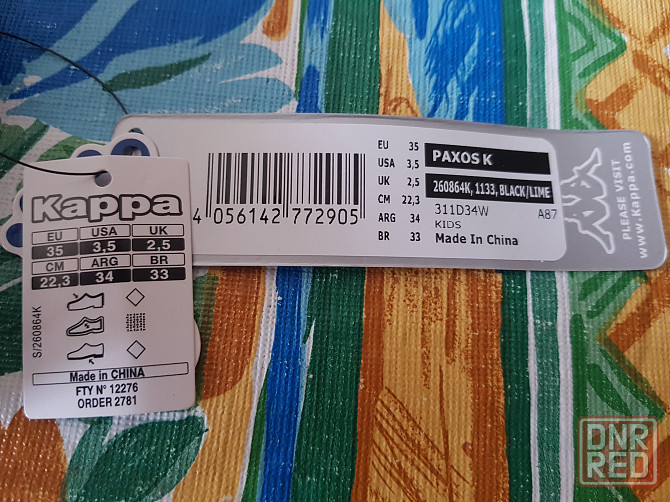 Kappa
EU USA UK
35 3,5 2,5
CM ARG BR
22,3 34 33
S/260864K
Made in CHINA
FTY N° 12276
ORDER 2781
4 056142 772905
EU 35
USA 3,5
UK 2,5
CM 22,3
ARG 34
BR 33
PAXOS K
260864K, 1133, BLACK/LIME
311D34W A87
KIDS
Made In China
PLEASE VISIT
www.Kappa.com
DNR
RED